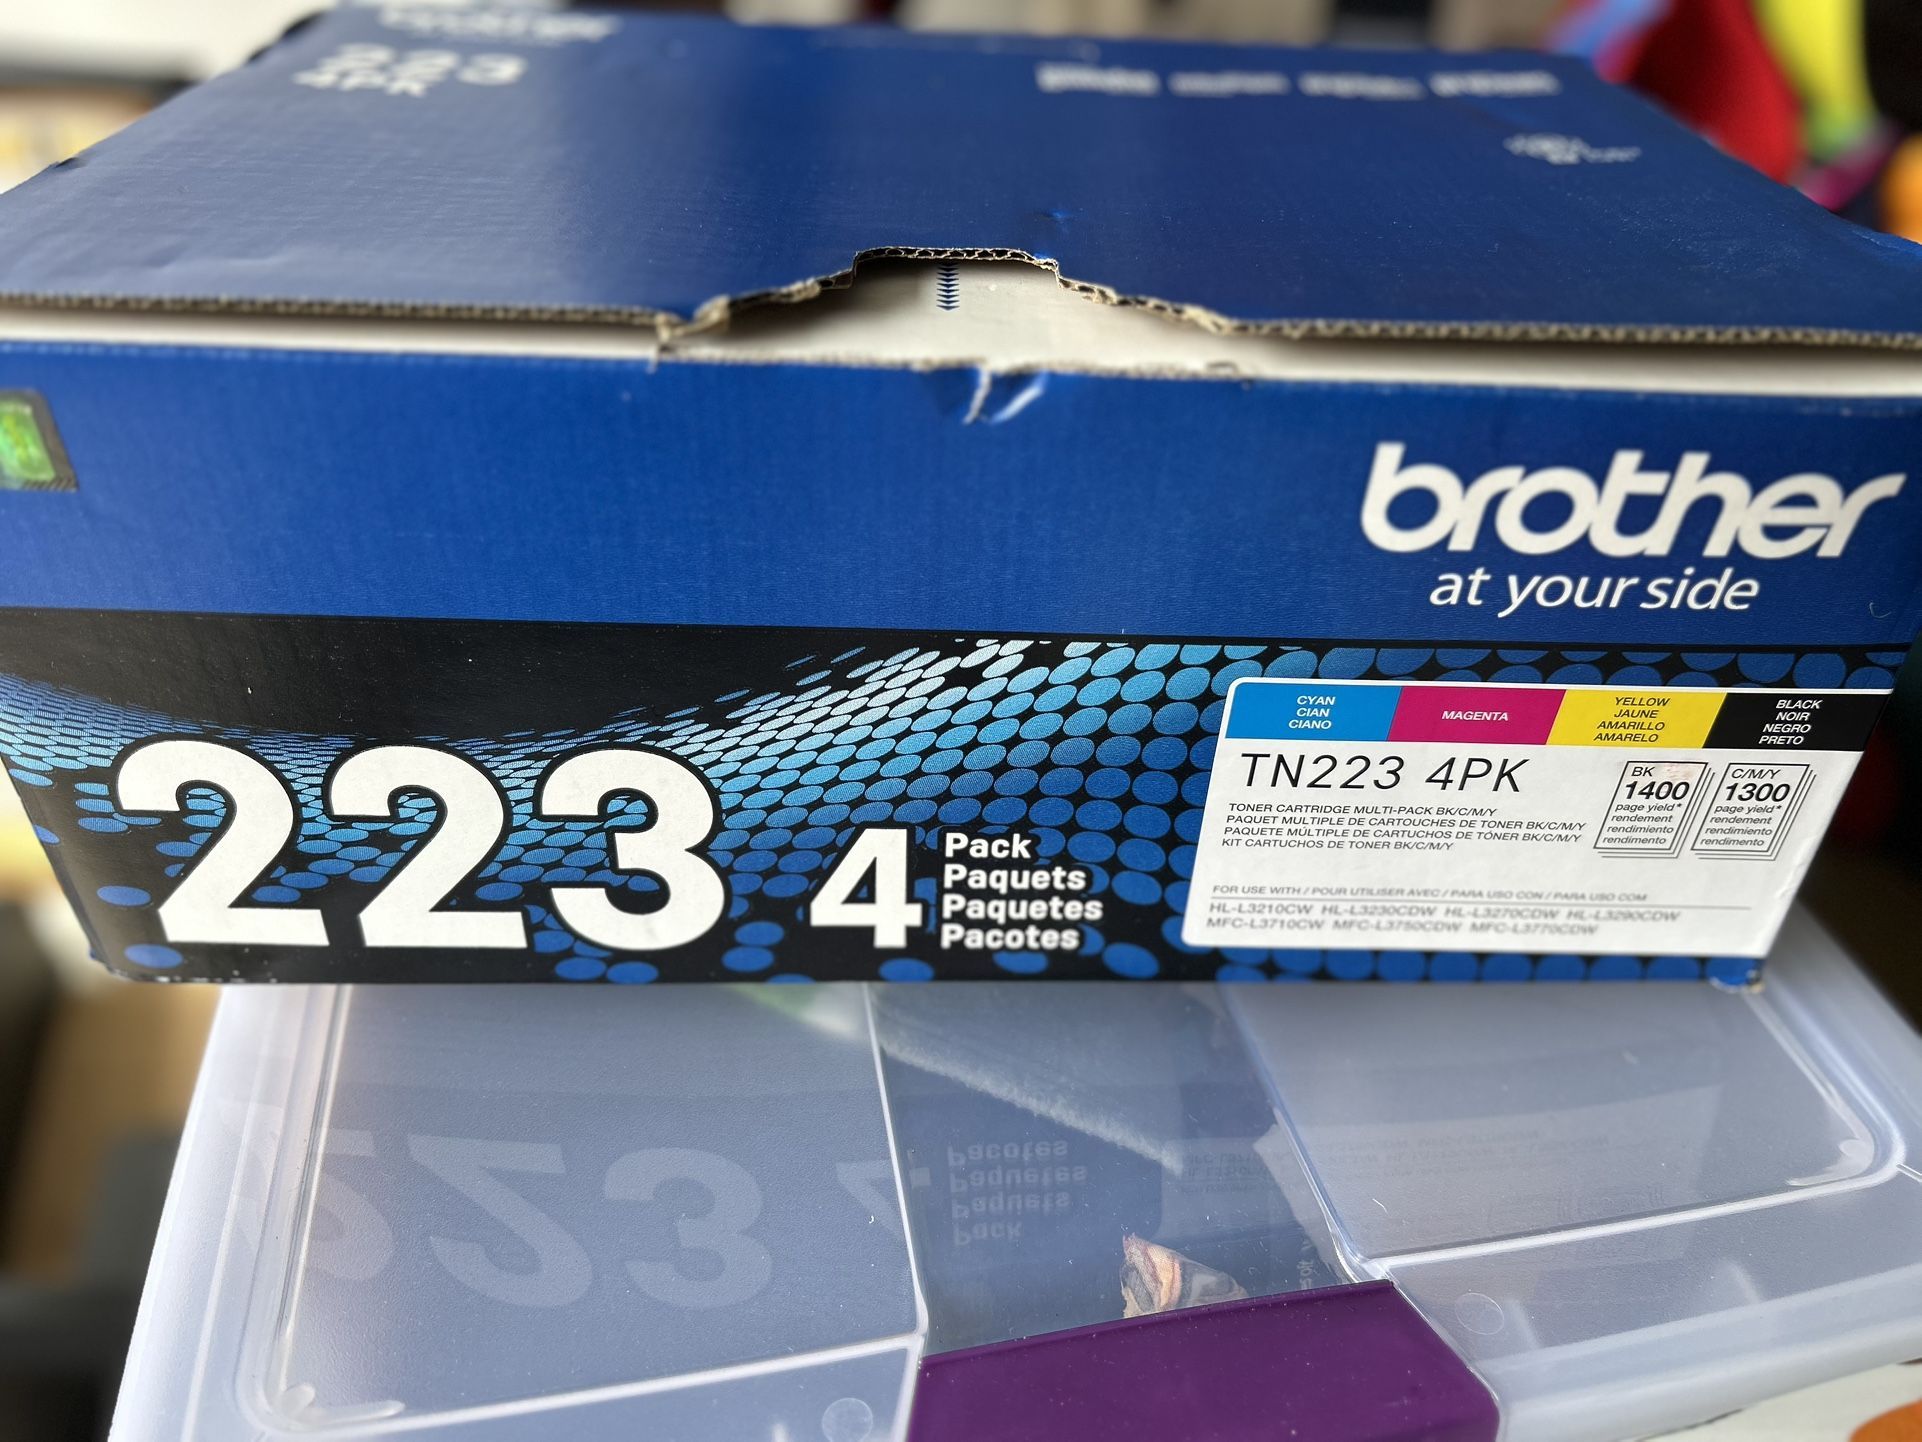 brother
223
4PK
brother
at your side
223 4
Pack
Paquets
Paquetes
Pacotes
CYAN
CIAN
CIANO
MAGENTA
YELLOW
JAUNE
AMARILLO
AMARELO
BLACK
NOIR
NEGRO
PRETO
TN223 4PK
TONER CARTRIDGE MULTI-PACK BK/C/M/Y
PAQUET MULTIPLE DE CARTOUCHES DE TONER BK/C/M/Y
PAQUETE MÚLTIPLE DE CARTUCHOS DE TÓNER BK/C/M/Y
KIT CARTUCHOS DE TONER BK/C/M/Y
BK
1400
page yield*
rendement
rendimiento
rendimento
C/M/Y
1300
page yield*
rendement
rendimiento
rendimento
FOR USE WITH / POUR UTILISER AVEC / PARA USO CON / PARA USO COM
HL-L3210CW HL-L3230CDW HL-L3270CDW HL-L3290CDW
MFC-L3710CW MFC-L3750CDW MFC-L3770CDW